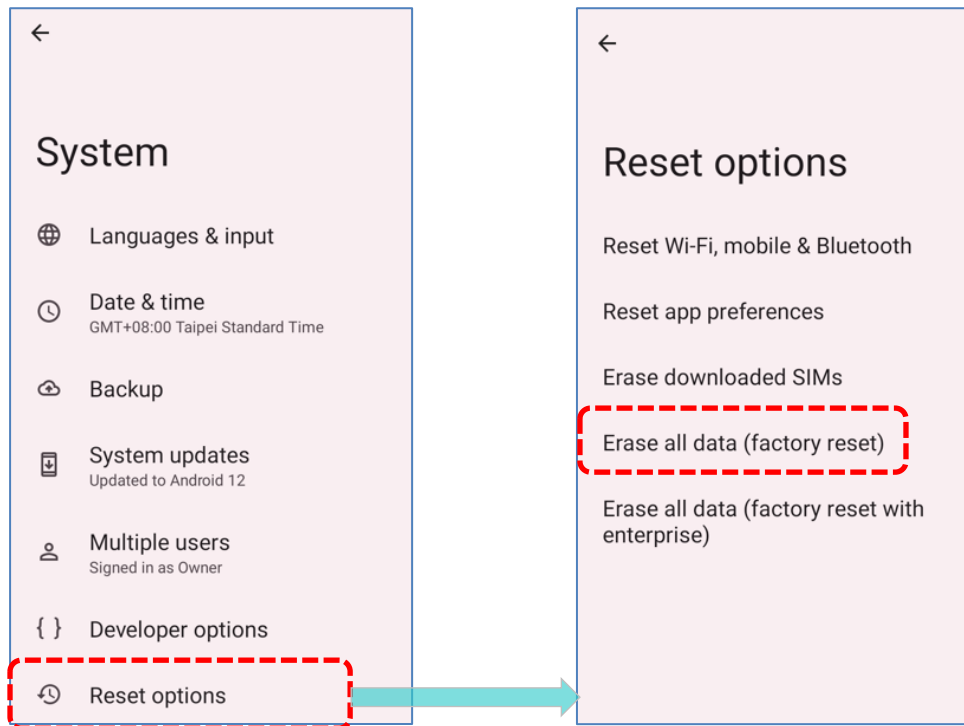 System
Languages & input
Date & time
GMT+08:00 Taipei Standard Time
Backup
System updates
Updated to Android 12
Multiple users
Signed in as Owner
{ } Developer options
Reset options
Reset options
Reset Wi-Fi, mobile & Bluetooth
Reset app preferences
Erase downloaded SIMs
Erase all data (factory reset)
Erase all data (factory reset with
enterprise)